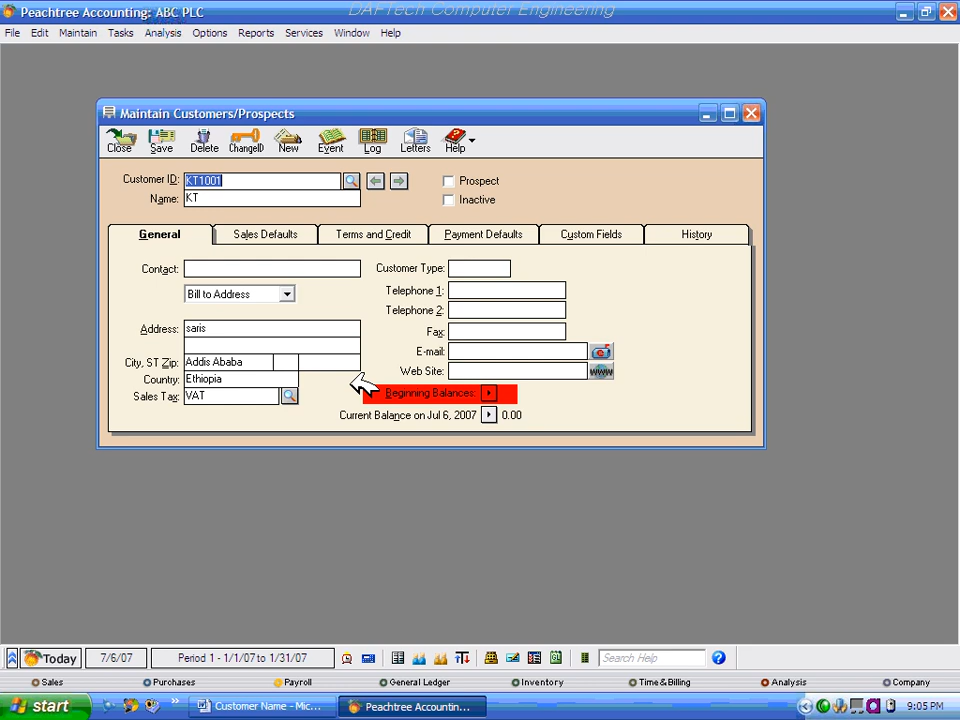 Peachtree Accounting: ABC PLC
DAFTech Computer Engineering
File Edit Maintain Tasks Analysis Options Reports Services Window Help
Maintain Customers/Prospects
Close Save Delete ChangeID New Event Log Letters Help
Customer ID: KT1001 Prospect
Name: KT Inactive
General Sales Defaults Terms and Credit Payment Defaults Custom Fields History
Contact: Customer Type:
Bill to Address Telephone 1:
Telephone 2:
Address: saris Fax:
E-mail:
City, ST Zip: Addis Ababa Web Site: WWW
Country: Ethiopia
Sales Tax: VAT Beginning Balances:
Current Balance on Jul 6, 2007 0.00
Today 7/6/07 Period 1 - 1/1/07 to 1/31/07 Search Help
Sales Purchases Payroll General Ledger Inventory Time & Billing Analysis Company
start Customer Name - Mic... Peachtree Accountin... 9:05 PM